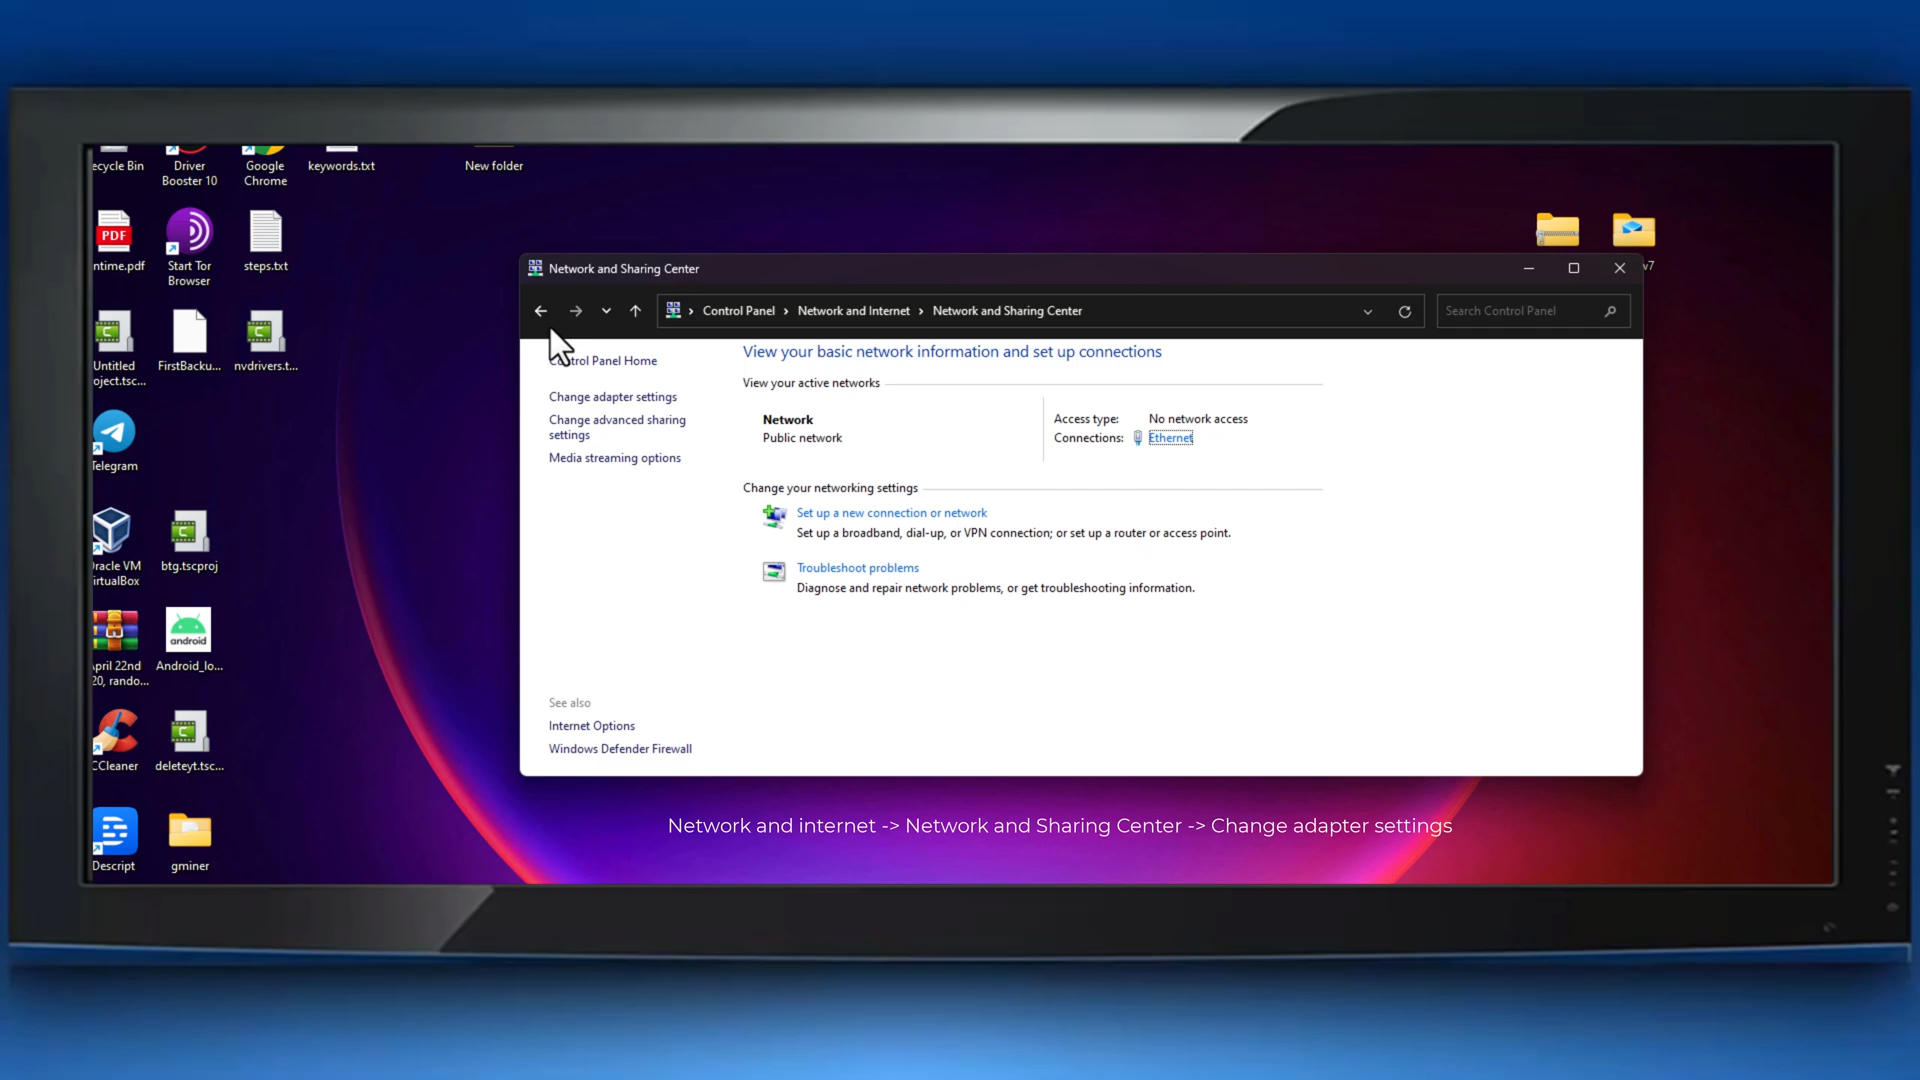 ecycle Bin
Driver
Booster 10
Google
Chrome
keywords.txt
New folder
PDF
ntime.pdf
Start Tor
Browser
steps.txt
v7
Untitled
oject.tsc...
FirstBacku...
nvdrivers.t...
Telegram
Oracle VM
irtualBox
btg.tscproj
April 22nd
20, rando...
android
Android_lo...
CCleaner
deleteyt.tsc...
Descript
gminer
Network and Sharing Center
Control Panel > Network and Internet > Network and Sharing Center
Search Control Panel
Control Panel Home
Change adapter settings
Change advanced sharing
settings
Media streaming options
See also
Internet Options
Windows Defender Firewall
View your basic network information and set up connections
View your active networks
Network
Public network
Access type: No network access
Connections: Ethernet
Change your networking settings
Set up a new connection or network
Set up a broadband, dial-up, or VPN connection; or set up a router or access point.
Troubleshoot problems
Diagnose and repair network problems, or get troubleshooting information.
Network and internet -> Network and Sharing Center -> Change adapter settings